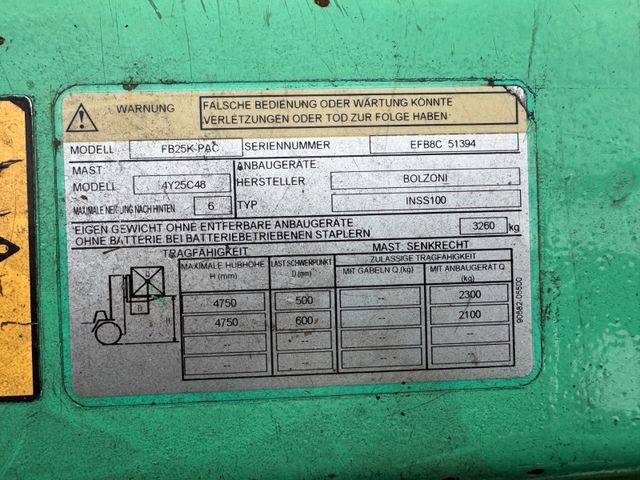 WARNUNG
FALSCHE BEDIENUNG ODER WARTUNG KÖNNTE
VERLETZUNGEN ODER TOD ZUR FOLGE HABEN
MODELL FB25K-PAC SERIENNUMMER EFB8C 51394
MAST
MODELL 4Y25C48
MAXIMALE NEIGUNG NACH HINTEN 6
ANBAUGERÄTE
HERSTELLER BOLZONI
TYP INSS100
EIGEN GEWICHT OHNE ENTFERBARE ANBAUGERÄTE
OHNE BATTERIE BEI BATTERIEBETRIEBENEN STAPLERN
3260 kg
TRAGFÄHIGKEIT MAST: SENKRECHT
MAXIMALE HUBHÖHE
H (mm)
LAST SCHWERPUNKT
D (mm)
ZULÄSSIGE TRAGFÄHIGKEIT
MIT GABELN Q (kg)
MIT ANBAUGERÄT Q
(kg)
4750 500 -- 2300
4750 600 -- 2100
-- -- -- --
-- -- -- --
Q
D
H
90582-05500